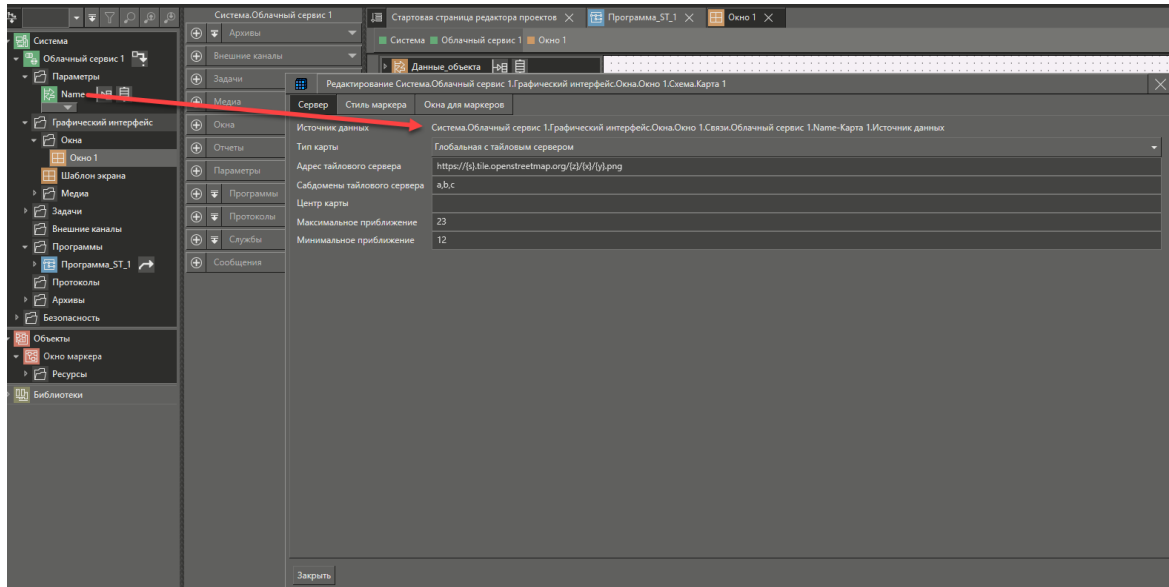 Система.Облачный сервис 1
Стартовая страница редактора проектов
Программа_ST_1
Окно 1
Система
Облачный сервис 1
Параметры
Name
Графический интерфейс
Окна
Окно 1
Шаблон экрана
Медиа
Задачи
Внешние каналы
Программы
Программа_ST_1
Протоколы
Архивы
Безопасность
Объекты
Окно маркера
Ресурсы
Библиотеки
Архивы
Внешние каналы
Задачи
Медиа
Окна
Отчеты
Параметры
Программы
Протоколы
Службы
Сообщения
Система Облачный сервис 1 Окно 1
Данные_объекта
Редактирование Система.Облачный сервис 1.Графический интерфейс.Окна.Окно 1.Схема.Карта 1
Сервер Стиль маркера Окна для маркеров
Источник данных Система.Облачный сервис 1.Графический интерфейс.Окна.Окно 1.Связи.Облачный сервис 1.Name-Карта 1.Источник данных
Тип карты Глобальная с тайловым сервером
Адрес тайлового сервера https://{s}.tile.openstreetmap.org/{z}/{x}/{y}.png
Сабдомены тайлового сервера a,b,c
Центр карты
Максимальное приближение 23
Минимальное приближение 12
Закрыть